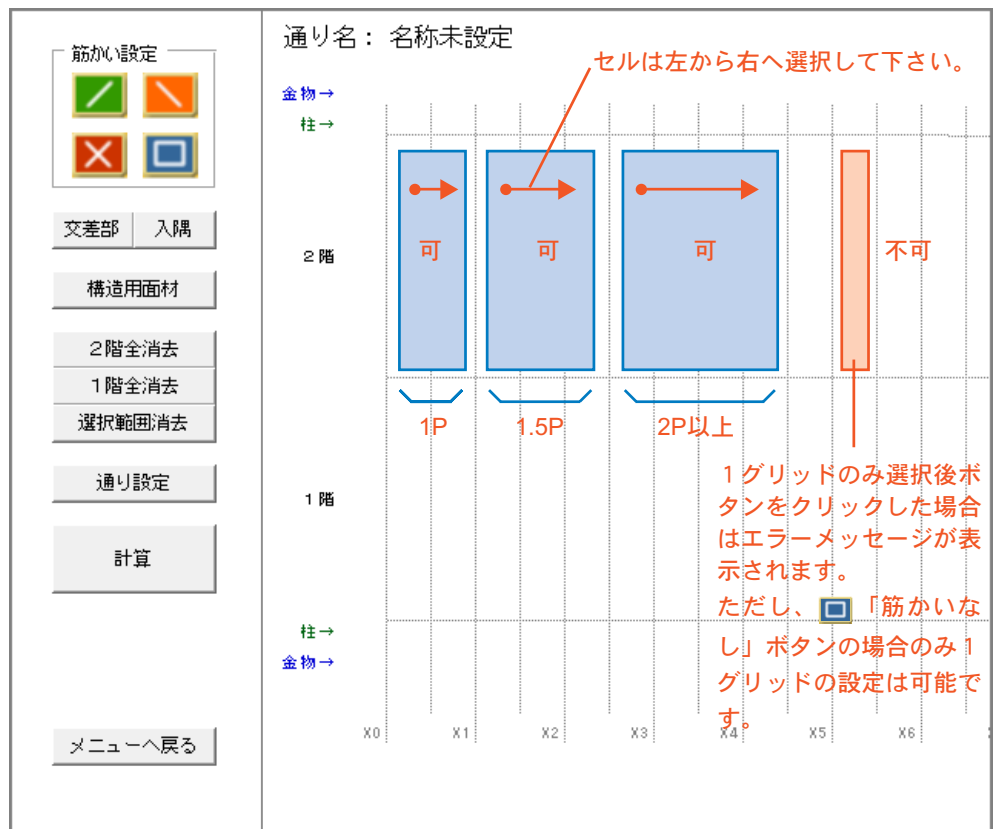 筋かい設定
交差部
入隅
構造用面材
２階全消去
１階全消去
選択範囲消去
通り設定
計算
メニューへ戻る
通り名： 名称未設定
セルは左から右へ選択して下さい。
金物→
柱→
２階
可
可
可
不可
1P
1.5P
2P以上
１階
１グリッドのみ選択後ボ
タンをクリックした場合
はエラーメッセージが表
示されます。
ただし、 「筋かいな
し」ボタンの場合のみ１
グリッドの設定は可能で
す。
柱→
金物→
X0 X1 X2 X3 X4 X5 X6